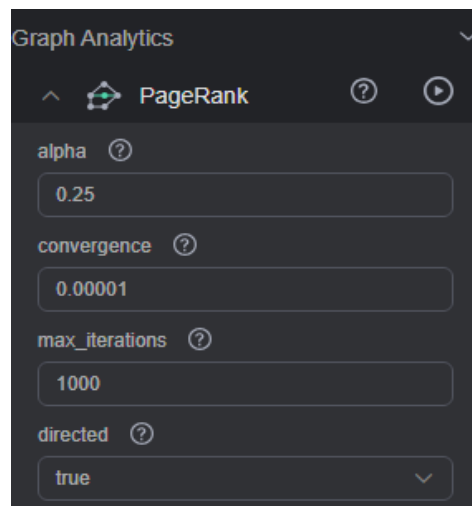 Graph Analytics
PageRank
alpha
0.25
convergence
0.00001
max_iterations
1000
directed
true